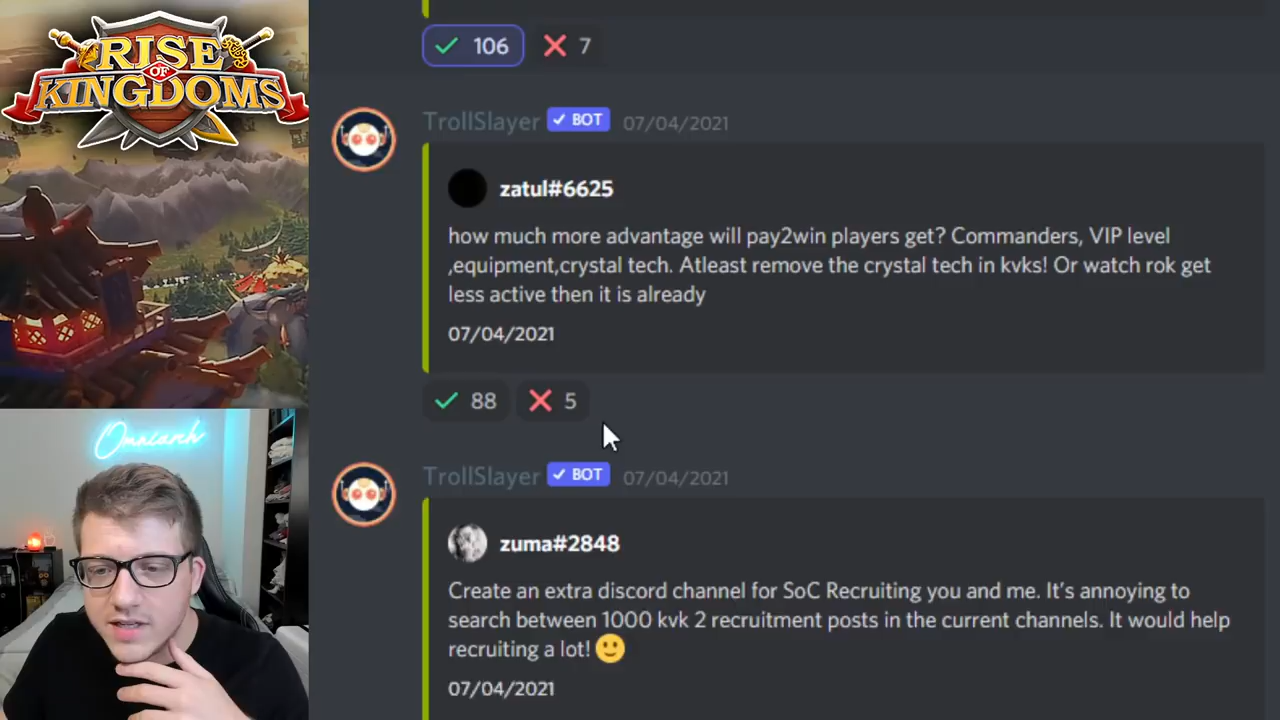 RISE
OF
KINGDOMS
106 7
TrollSlayer BOT 07/04/2021
zatul#6625
how much more advantage will pay2win players get? Commanders, VIP level
,equipment,crystal tech. Atleast remove the crystal tech in kvks! Or watch rok get
less active then it is already
07/04/2021
88 5
Omniarch
TrollSlayer BOT 07/04/2021
zuma#2848
Create an extra discord channel for SoC Recruiting you and me. It's annoying to
search between 1000 kvk 2 recruitment posts in the current channels. It would help
recruiting a lot! 🙂
07/04/2021